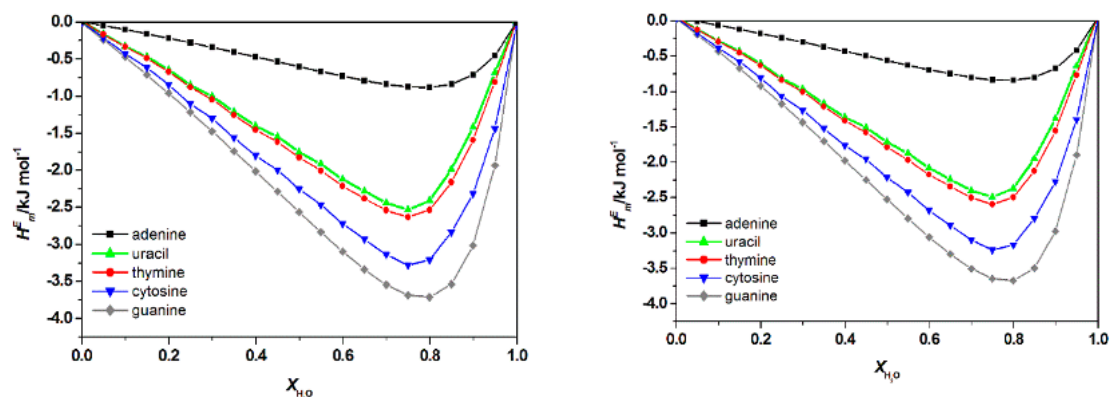 0.0
-0.5
-1.0
-1.5
-2.0
-2.5
-3.0
-3.5
-4.0
H^E_m/kJ mol⁻¹
adenine
uracil
thymine
cytosine
guanine
0.0 0.2 0.4 0.6 0.8 1.0
X_H₂O
0.0
-0.5
-1.0
-1.5
-2.0
-2.5
-3.0
-3.5
-4.0
H^E_m/kJ mol⁻¹
adenine
uracil
thymine
cytosine
guanine
0.0 0.2 0.4 0.6 0.8 1.0
X_H₂O